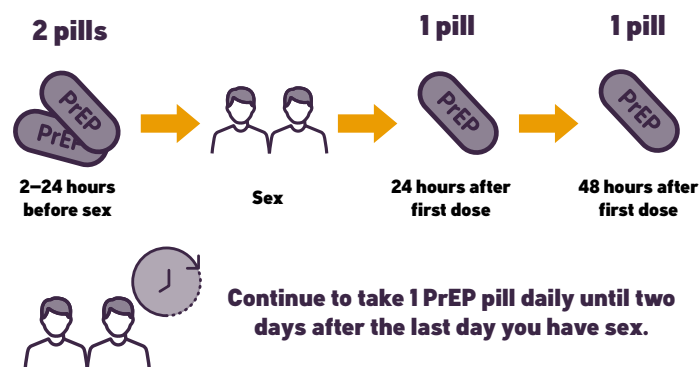 2 pills
1 pill
1 pill
PrEP
PrEP
PrEP
PrEP
2–24 hours
before sex
Sex
24 hours after
first dose
48 hours after
first dose
Continue to take 1 PrEP pill daily until two
days after the last day you have sex.